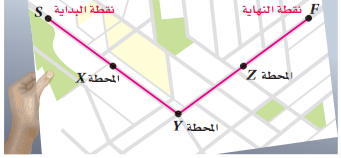 S نقطة البداية
نقطة النهاية F
X المحطة
Z المحطة
Y المحطة